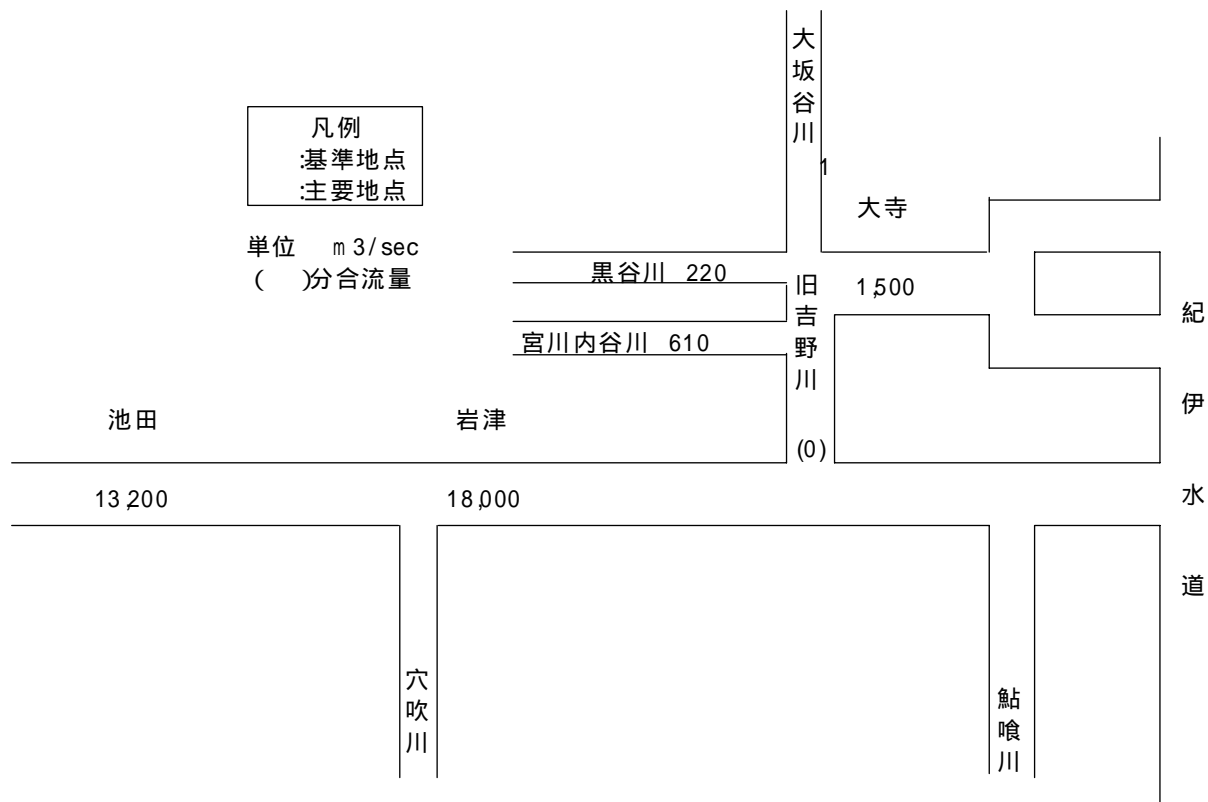 大坂谷川
凡例
:基準地点
:主要地点
1
大寺
単位 m3/sec
( )分合流量
黒谷川 220
旧吉野川
1,500
宮川内谷川 610
紀伊水道
池田
岩津
(0)
13,200
18,000
穴吹川
鮎喰川